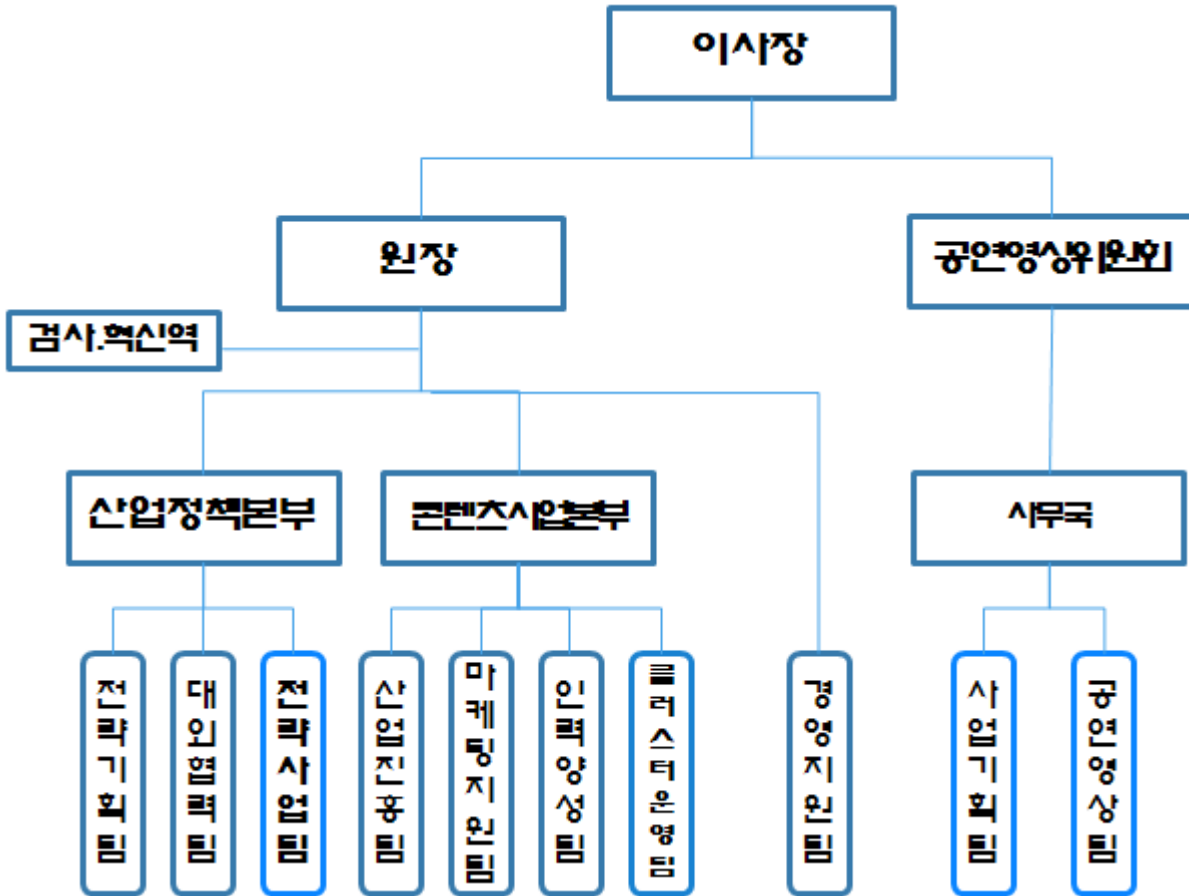 이사장
원장
공연영상위원회
검사.혁신역
산업정책본부
콘텐츠사업본부
사무국
전략기획팀
대외협력팀
전략사업팀
산업진흥팀
마케팅지원팀
인력양성팀
클러스터운영팀
경영지원팀
사업기획팀
공연영상팀